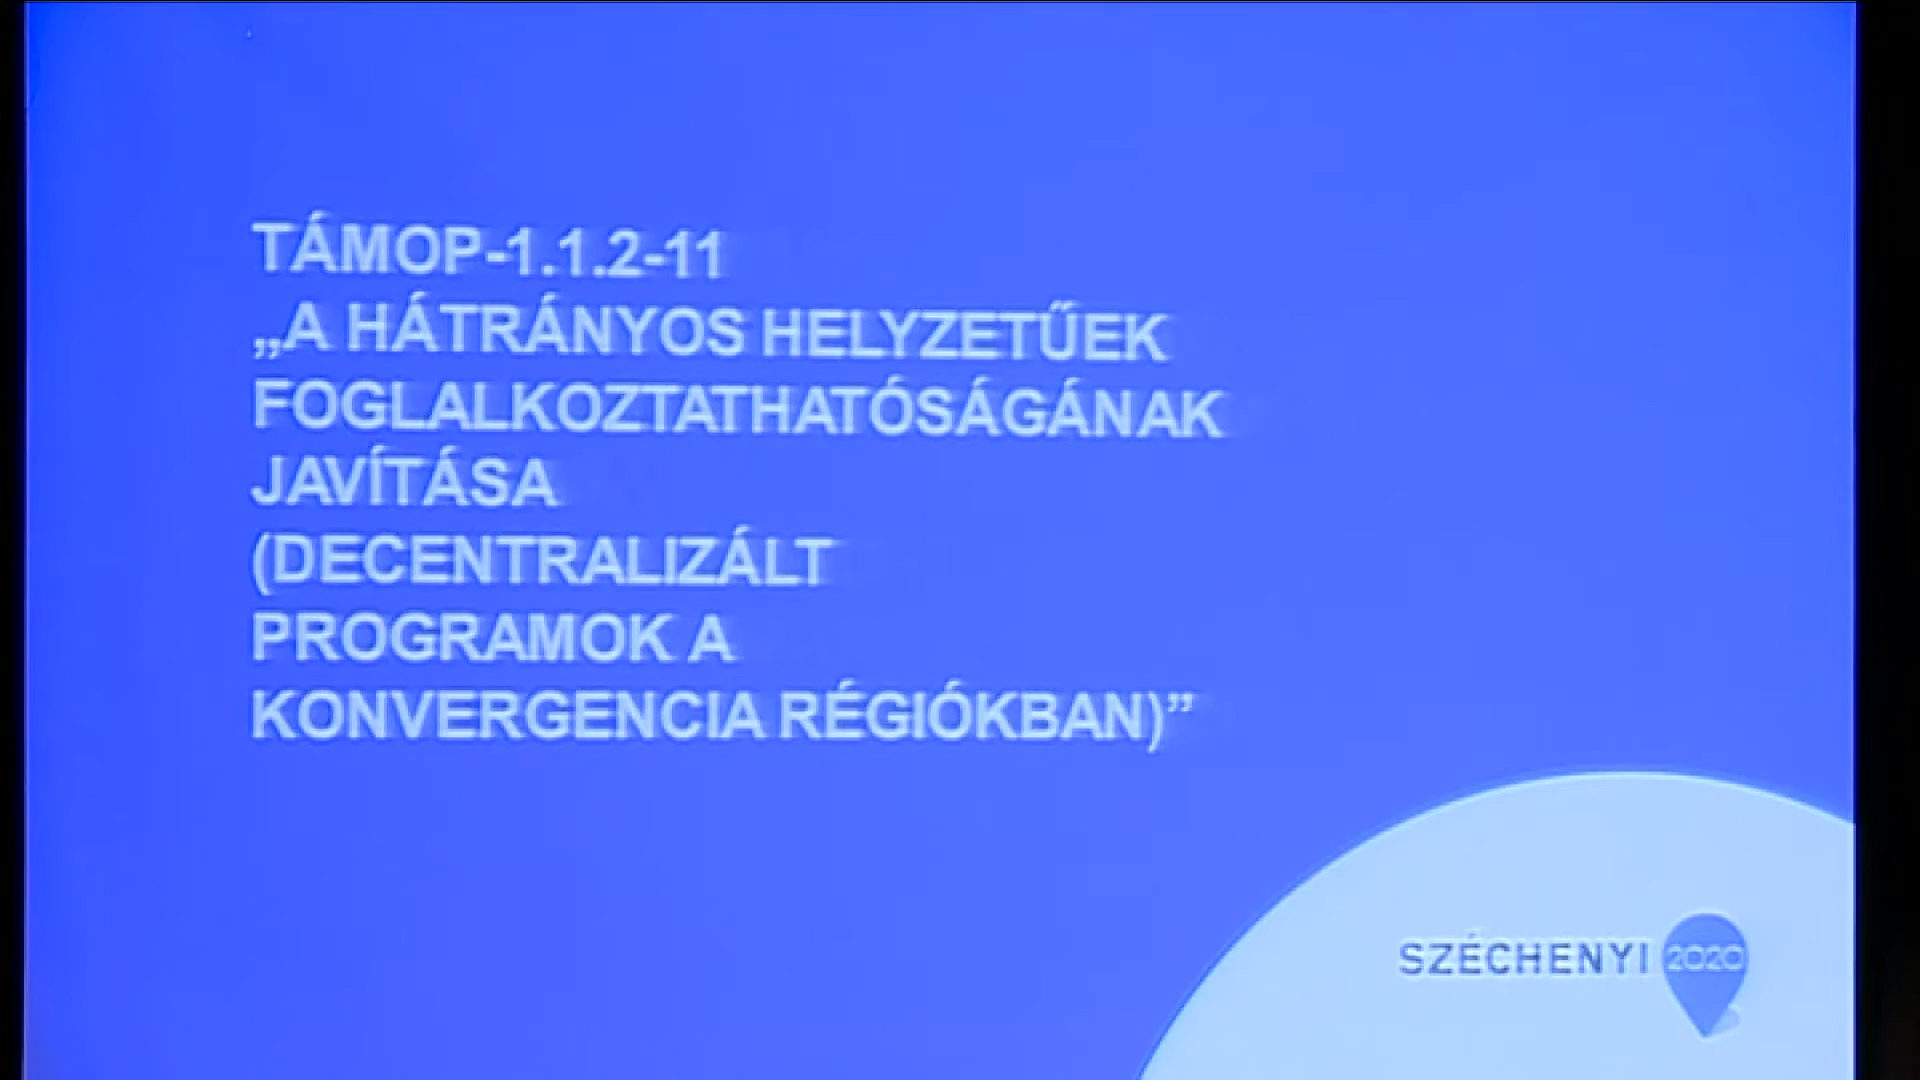 TÁMOP-1.1.2-11
„A HÁTRÁNYOS HELYZETŰEK
FOGLALKOZTATHATÓSÁGÁNAK
JAVÍTÁSA
(DECENTRALIZÁLT
PROGRAMOK A
KONVERGENCIA RÉGIÓKBAN)”
SZÉCHENYI 2020